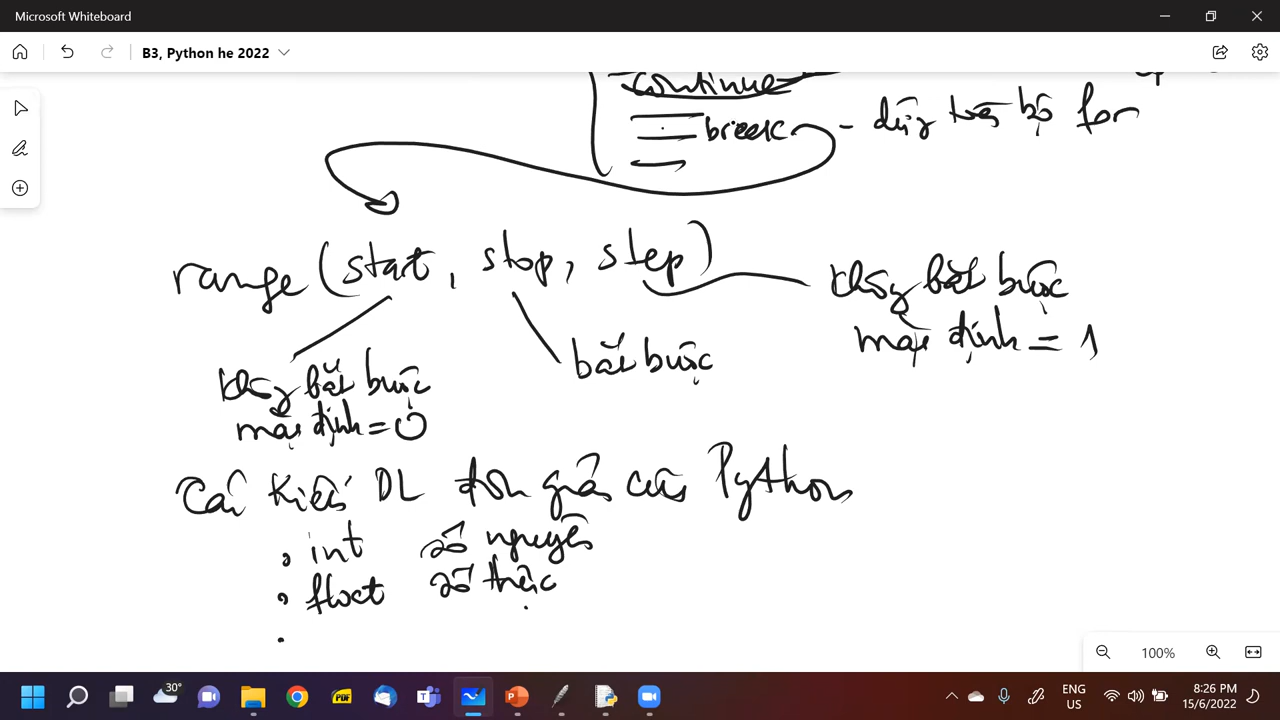 Microsoft Whiteboard
B3, Python he 2022
continue
break - dừng toàn bộ for
range (start, stop, step)
không bắt buộc
mặc định = 1
bắt buộc
không bắt buộc
mặc định = 0
Các kiểu DL đơn giản của Python
• int số nguyên
• float số thực
•
100%
30°
ENG
US
8:26 PM
15/6/2022